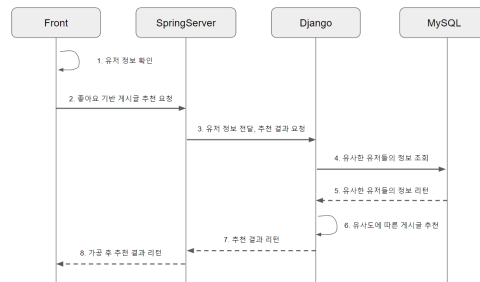 Front
SpringServer
Django
MySQL
1. 유저 정보 확인
2. 좋아요 기반 게시글 추천 요청
3. 유저 정보 전달, 추천 결과 요청
4. 유사한 유저들의 정보 조회
5. 유사한 유저들의 정보 리턴
6. 유사도에 따른 게시글 추천
7. 추천 결과 리턴
8. 가공 후 추천 결과 리턴